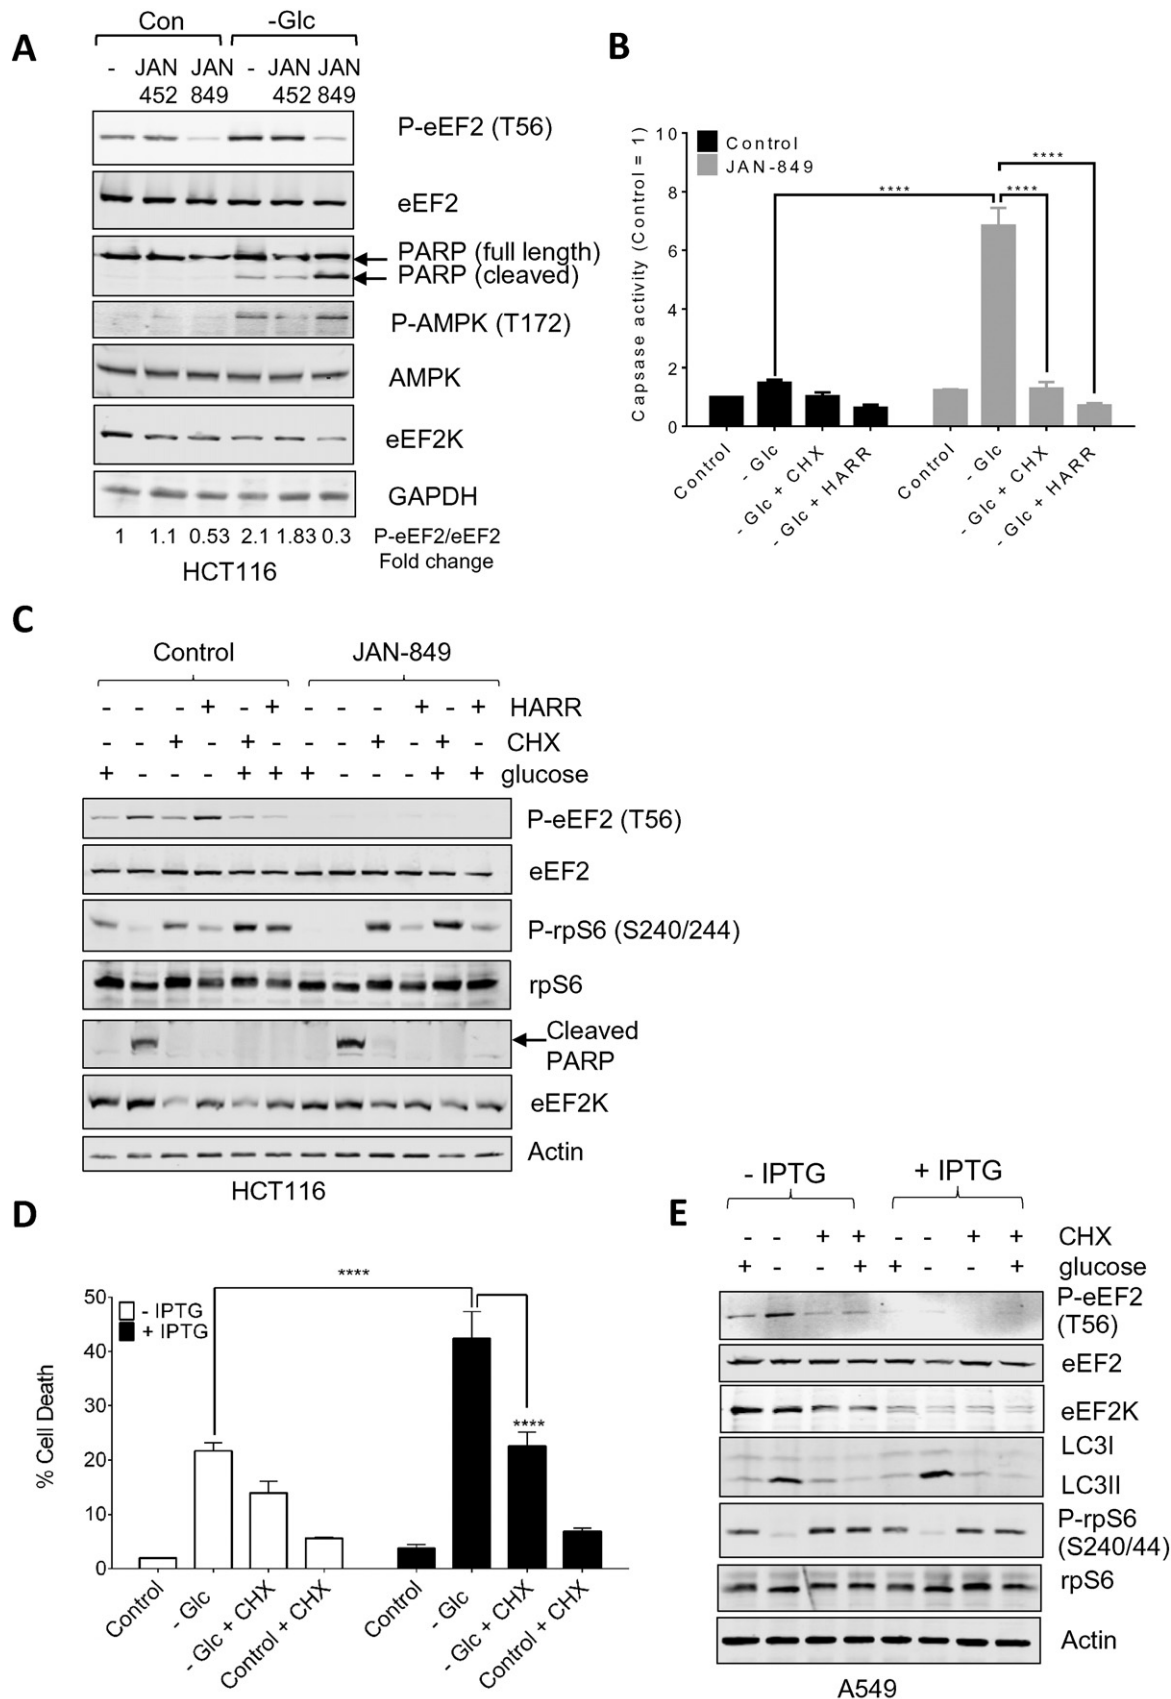 A
Con -Glc
- JAN JAN - JAN JAN
452 849 452 849
P-eEF2 (T56)
eEF2
PARP (full length)
PARP (cleaved)
P-AMPK (T172)
AMPK
eEF2K
GAPDH
1 1.1 0.53 2.1 1.83 0.3 P-eEF2/eEF2
Fold change
HCT116
B
Capsase activity (Control = 1)
10
8
6
4
2
0
Control
JAN-849
**** **** ****
Control - Glc - Glc + CHX - Glc + HARR Control - Glc - Glc + CHX - Glc + HARR
C
Control JAN-849
- - - + - + - - - + - + HARR
- - + - + - - - + - + - CHX
+ - - - + + + - - - + + glucose
P-eEF2 (T56)
eEF2
P-rpS6 (S240/244)
rpS6
Cleaved
PARP
eEF2K
Actin
HCT116
D
% Cell Death
50
40
30
20
10
0
- IPTG
+ IPTG
****
****
Control - Glc - Glc + CHX Control + CHX Control - Glc - Glc + CHX Control + CHX
E
- IPTG + IPTG
- - + + - - + + CHX
+ - - + + - - + glucose
P-eEF2
(T56)
eEF2
eEF2K
LC3I
LC3II
P-rpS6
(S240/44)
rpS6
Actin
A549